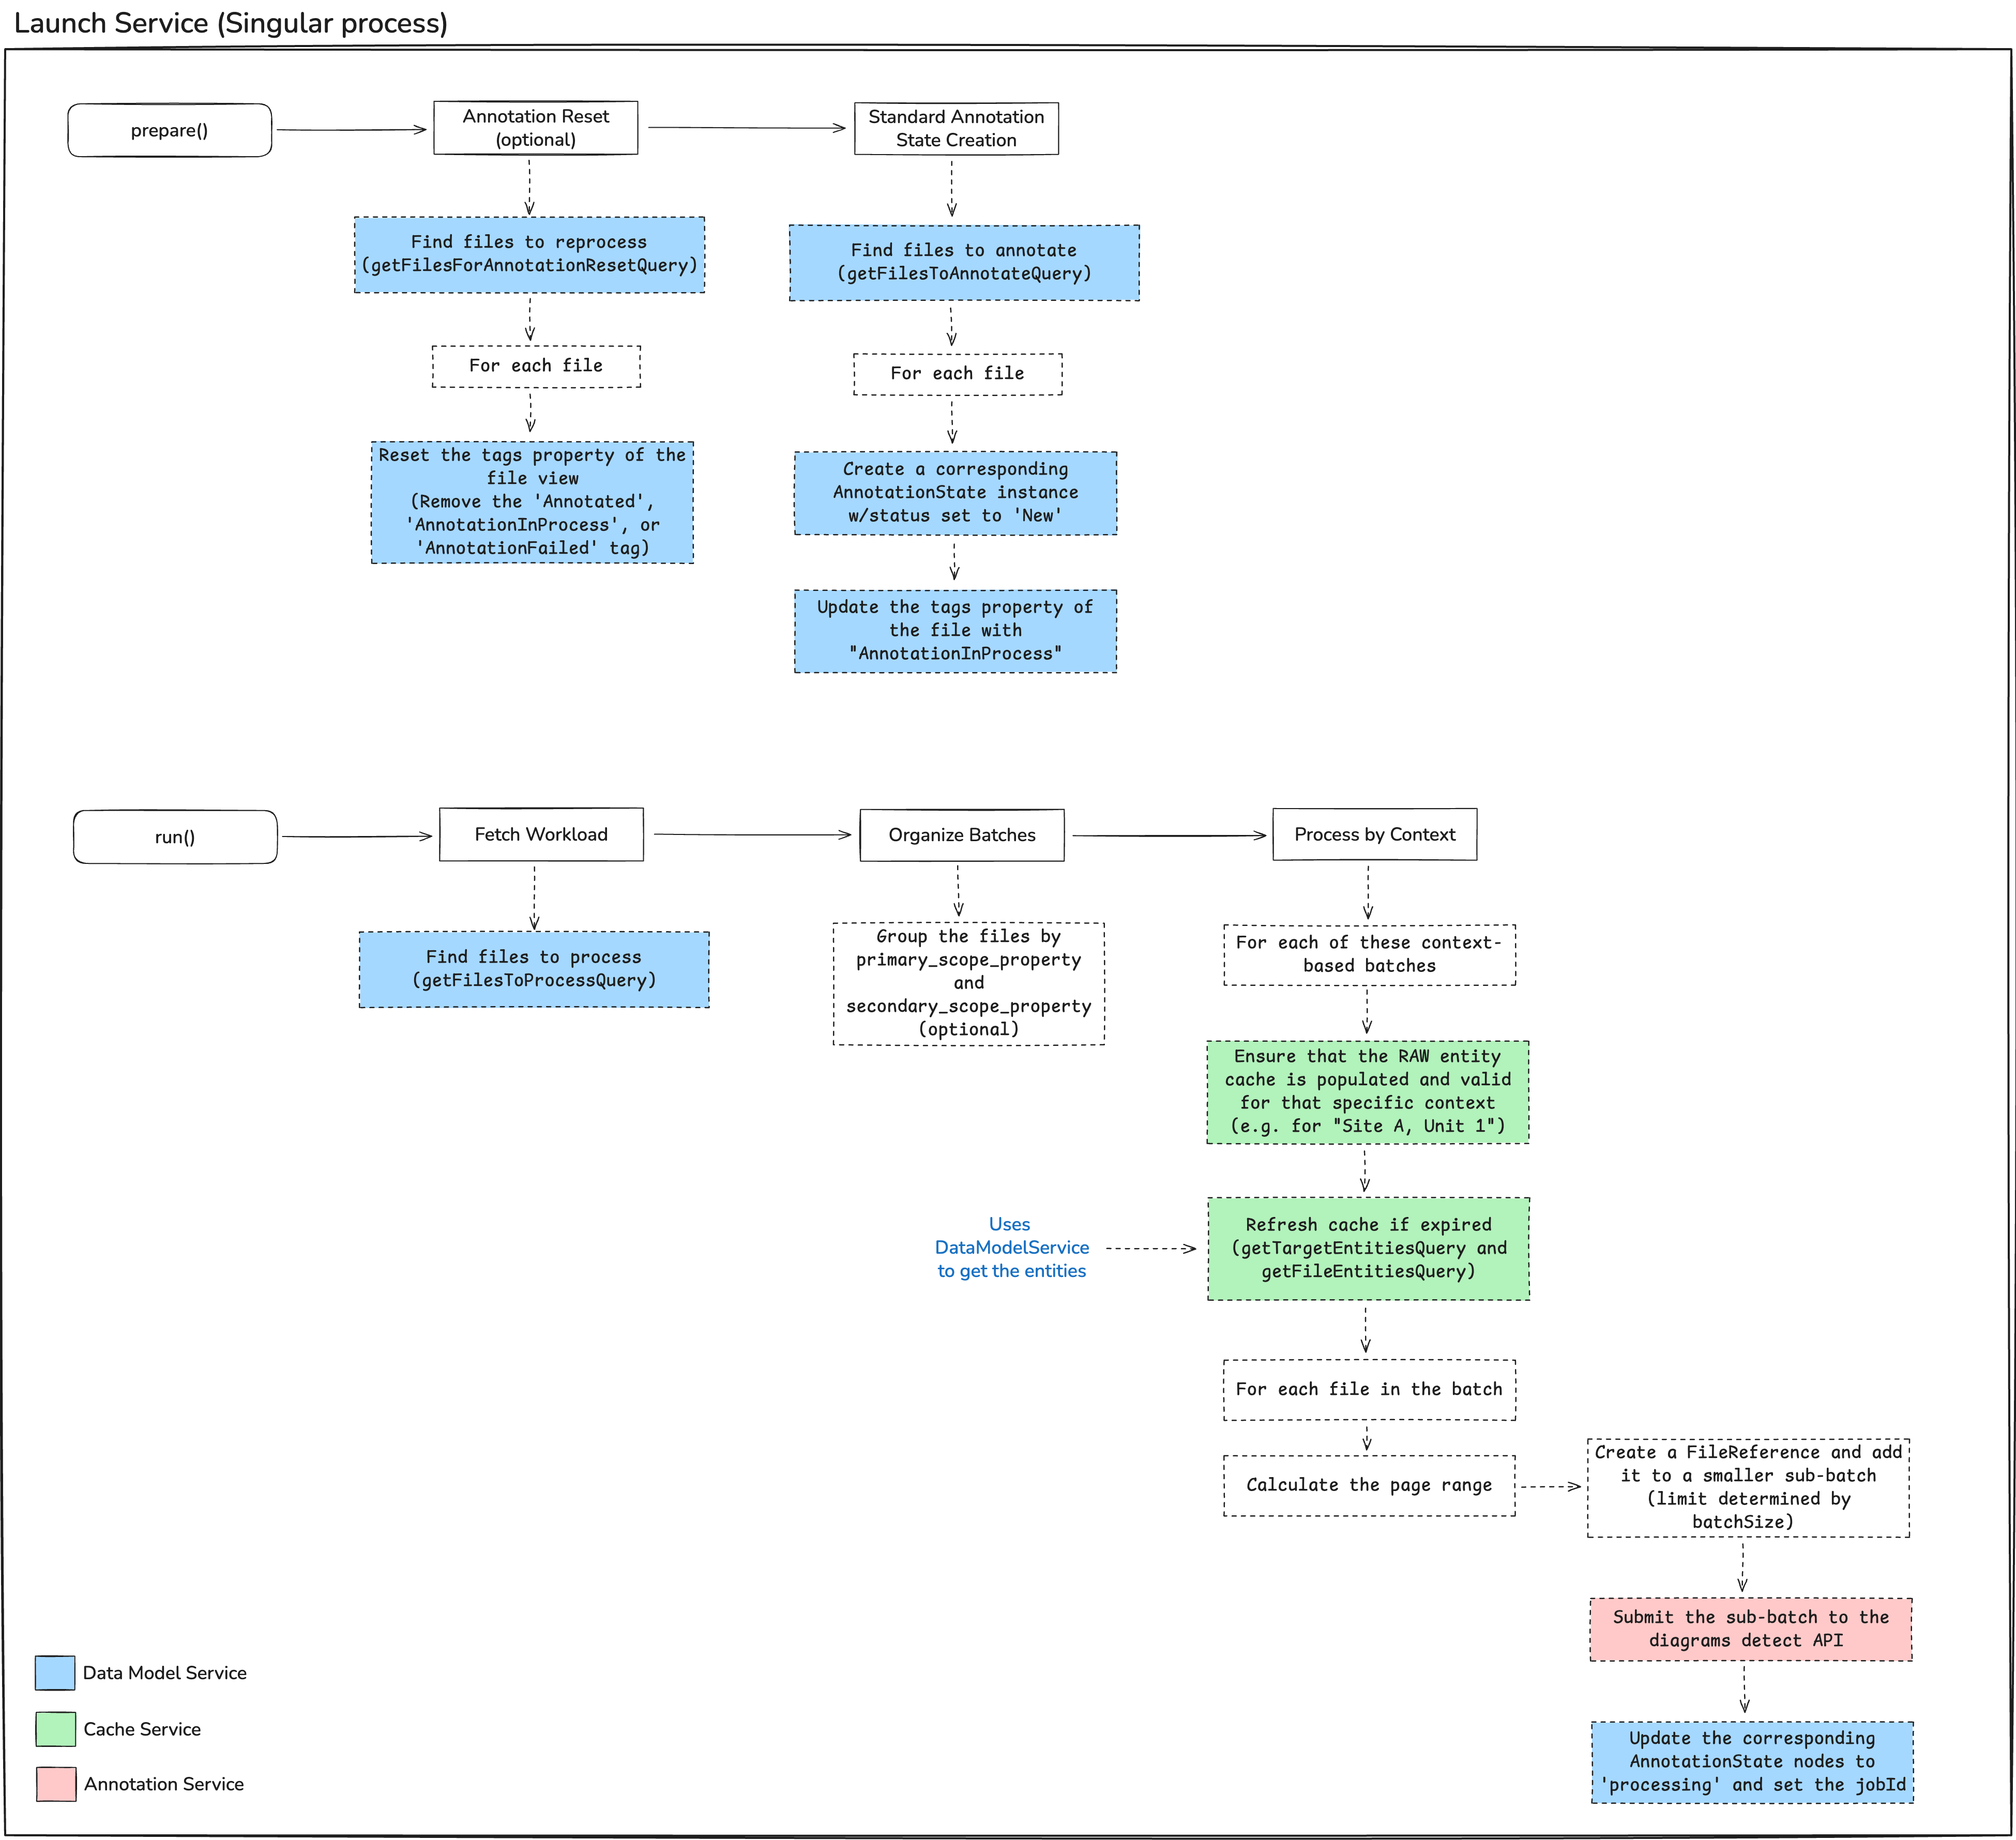 Launch Service (Singular process)
prepare()
Annotation Reset
(optional)
Standard Annotation
State Creation
Find files to reprocess
(getFilesForAnnotationResetQuery)
Find files to annotate
(getFilesToAnnotateQuery)
For each file
For each file
Reset the tags property of the
file view
(Remove the 'Annotated',
'AnnotationInProcess', or
'AnnotationFailed' tag)
Create a corresponding
AnnotationState instance
w/status set to 'New'
Update the tags property of
the file with
"AnnotationInProcess"
run()
Fetch Workload
Organize Batches
Process by Context
Find files to process
(getFilesToProcessQuery)
Group the files by
primary_scope_property
and
secondary_scope_property
(optional)
For each of these context-
based batches
Ensure that the RAW entity
cache is populated and valid
for that specific context
(e.g. for "Site A, Unit 1")
Uses
DataModelService
to get the entities
Refresh cache if expired
(getTargetEntitiesQuery and
getFileEntitiesQuery)
For each file in the batch
Calculate the page range
Create a FileReference and add
it to a smaller sub-batch
(limit determined by
batchSize)
Submit the sub-batch to the
diagrams detect API
Update the corresponding
AnnotationState nodes to
'processing' and set the jobId
Data Model Service
Cache Service
Annotation Service